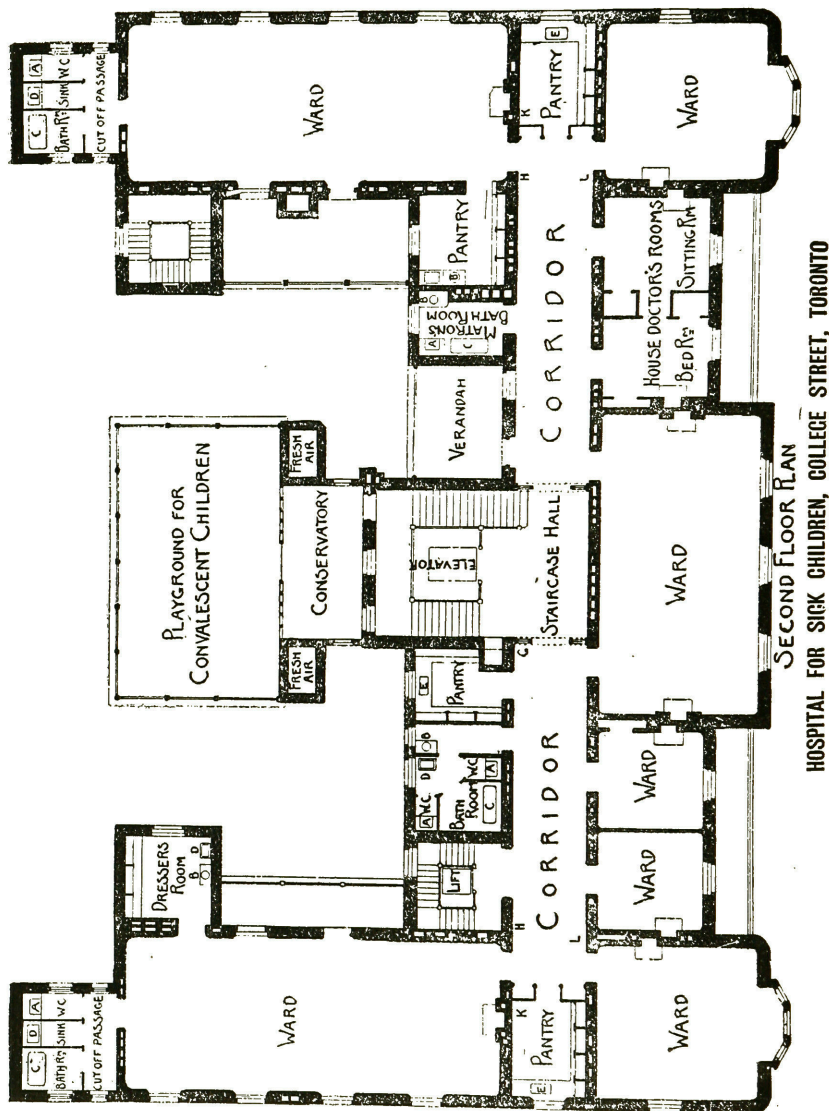 BATH RM
SINK
W.C
C
D
A
CUT OFF PASSAGE
WARD
DRESSERS
ROOM
B
D
PANTRY
E
K
WARD
H
L
LIFT
CORRIDOR
A
W.C
D
B
BATH
ROOM
W.C
C
A
WARD
WARD
PANTRY
E
G
PLAYGROUND FOR
CONVALESCENT CHILDREN
FRESH
AIR
CONSERVATORY
FRESH
AIR
ELEVATOR
STAIRCASE HALL
WARD
VERANDAH
MATRON'S
BATH ROOM
A
B
C
PANTRY
B
CORRIDOR
HOUSE DOCTOR'S ROOMS
BED RM
SITTING RM
BATH RM
SINK
W.C
C
D
A
CUT OFF PASSAGE
WARD
PANTRY
E
K
H
L
WARD
SECOND FLOOR PLAN
HOSPITAL FOR SICK CHILDREN, COLLEGE STREET, TORONTO